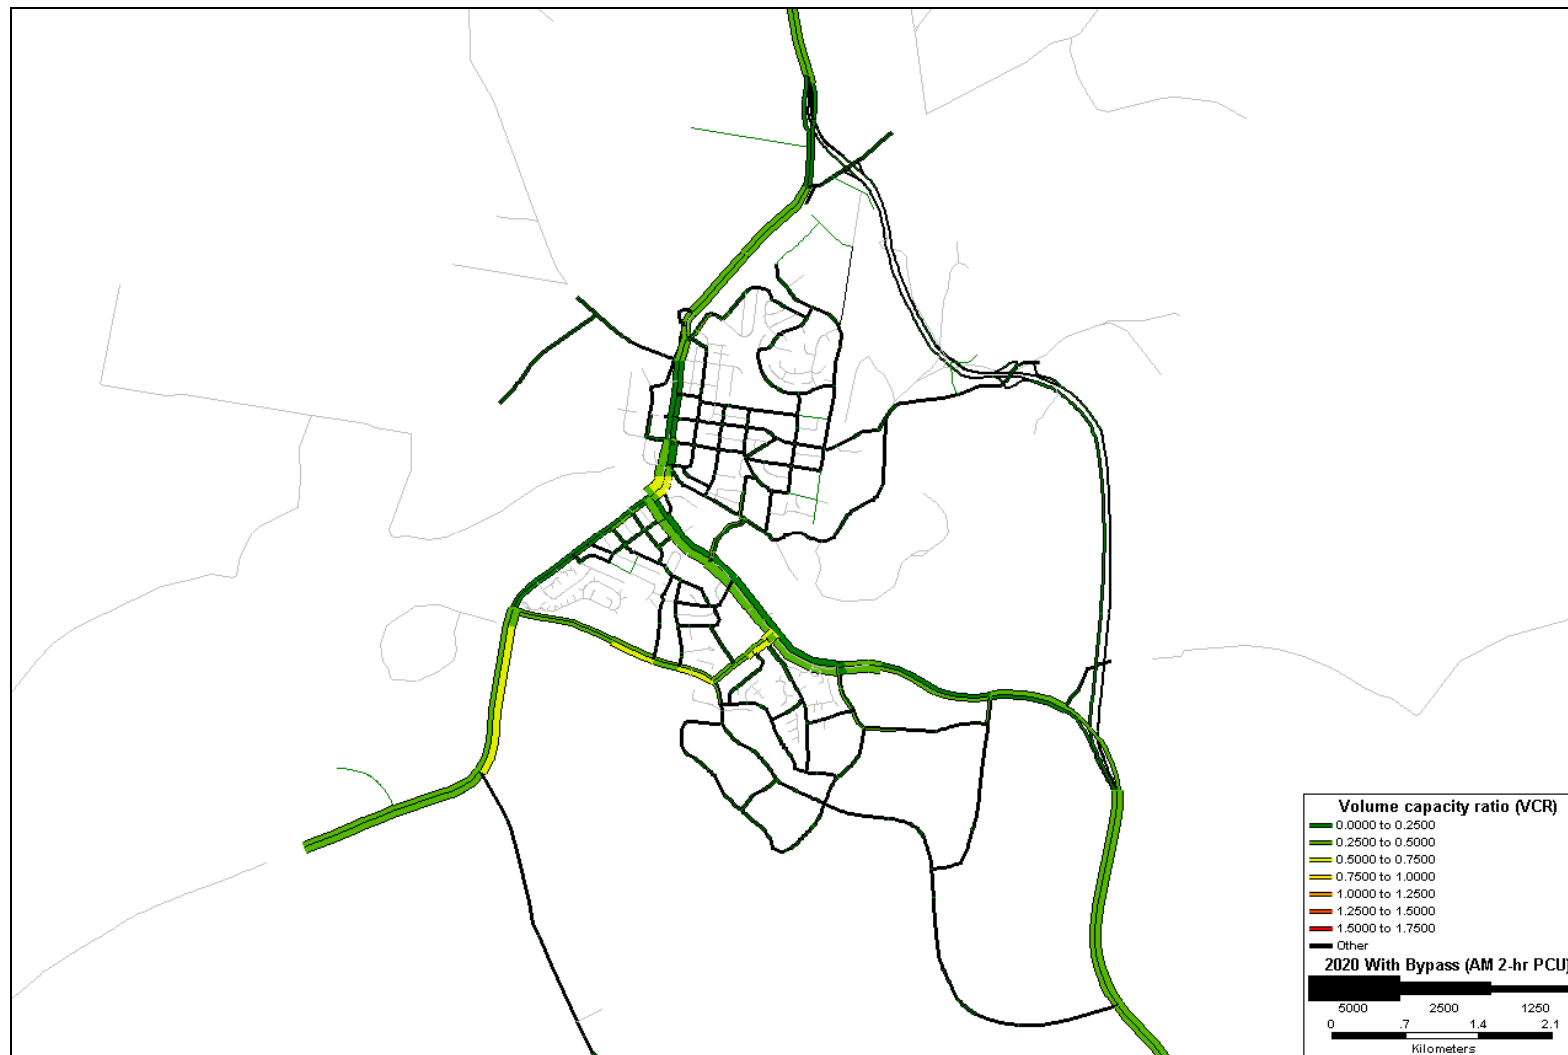 Volume capacity ratio (VCR)
0.0000 to 0.2500
0.2500 to 0.5000
0.5000 to 0.7500
0.7500 to 1.0000
1.0000 to 1.2500
1.2500 to 1.5000
1.5000 to 1.7500
Other
2020 With Bypass (AM 2-hr PCU)
5000 2500 1250
0 .7 1.4 2.1
Kilometers